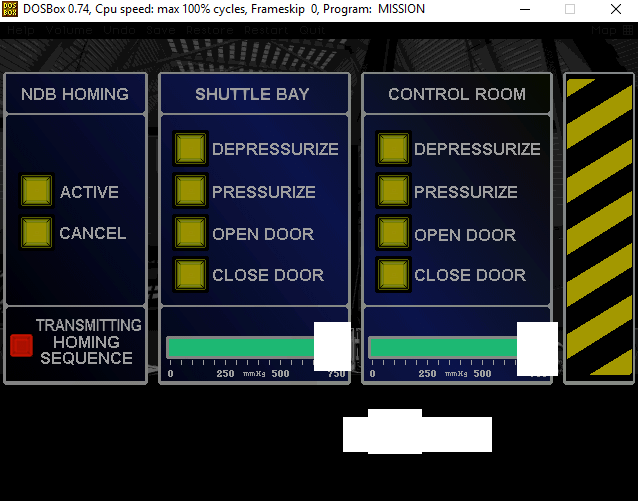 DOSBox 0.74, Cpu speed: max 100% cycles, Frameskip 0, Program: MISSION
Help Volume Undo Save Restore Restart Quit Map
NDB HOMING
ACTIVE
CANCEL
TRANSMITTING
HOMING
SEQUENCE
SHUTTLE BAY
DEPRESSURIZE
PRESSURIZE
OPEN DOOR
CLOSE DOOR
0 250 mmHg 500 750
CONTROL ROOM
DEPRESSURIZE
PRESSURIZE
OPEN DOOR
CLOSE DOOR
0 250 mmHg 500